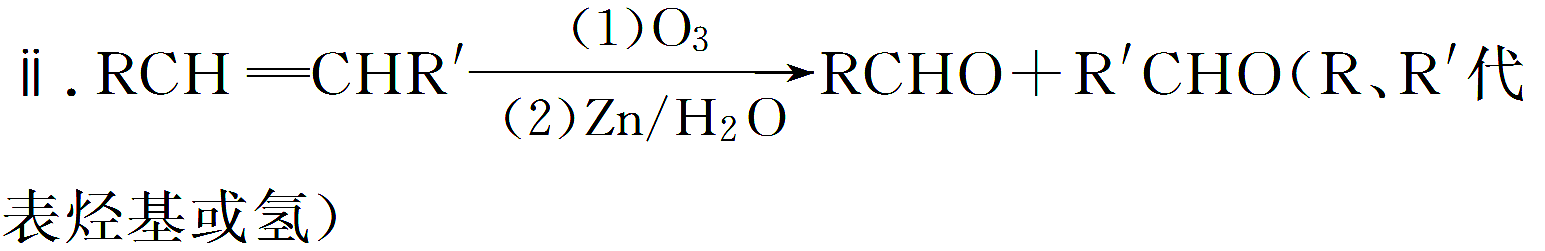 ⅱ. RCH=CHR′ (1)O₃ (2)Zn/H₂O → RCHO+R′CHO(R、R′代
表烃基或氢)